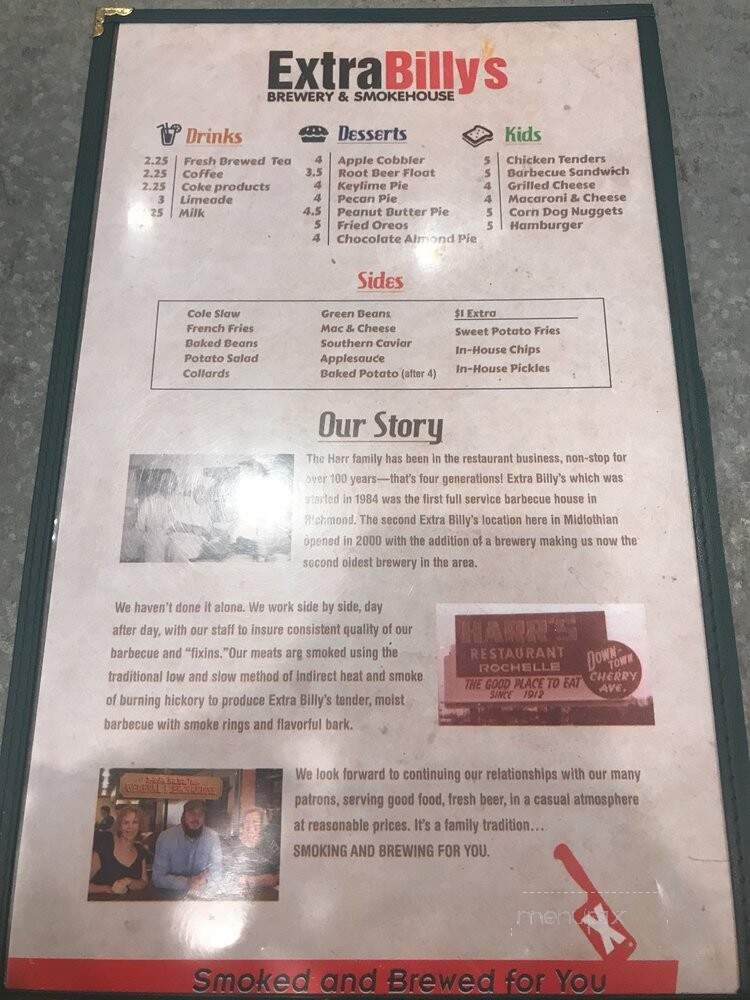 ExtraBilly's
BREWERY & SMOKEHOUSE
Drinks
2.25 Fresh Brewed Tea
2.25 Coffee
2.25 Coke products
3 Limeade
25 Milk
Desserts
4 Apple Cobbler
3.5 Root Beer Float
4 Keylime Pie
4 Pecan Pie
4.5 Peanut Butter Pie
5 Fried Oreos
4 Chocolate Almond Pie
Kids
5 Chicken Tenders
5 Barbecue Sandwich
4 Grilled Cheese
4 Macaroni & Cheese
5 Corn Dog Nuggets
5 Hamburger
Sides
Cole Slaw
French Fries
Baked Beans
Potato Salad
Collards
Green Beans
Mac & Cheese
Southern Caviar
Applesauce
Baked Potato (after 4)
$1 Extra
Sweet Potato Fries
In-House Chips
In-House Pickles
Our Story
The Harr family has been in the restaurant business, non-stop for
over 100 years—that's four generations! Extra Billy's which was
started in 1984 was the first full service barbecue house in
Richmond. The second Extra Billy's location here in Midlothian
opened in 2000 with the addition of a brewery making us now the
second oldest brewery in the area.
We haven't done it alone. We work side by side, day
after day, with our staff to insure consistent quality of our
barbecue and "fixins."Our meats are smoked using the
traditional low and slow method of indirect heat and smoke
of burning hickory to produce Extra Billy's tender, moist
barbecue with smoke rings and flavorful bark.
HARR'S
RESTAURANT
ROCHELLE
THE GOOD PLACE TO EAT
SINCE 1912
DOWN-
TOWN
CHERRY
AVE.
We look forward to continuing our relationships with our many
patrons, serving good food, fresh beer, in a casual atmosphere
at reasonable prices. It's a family tradition...
SMOKING AND BREWING FOR YOU.
menupix
X
Smoked and Brewed for You